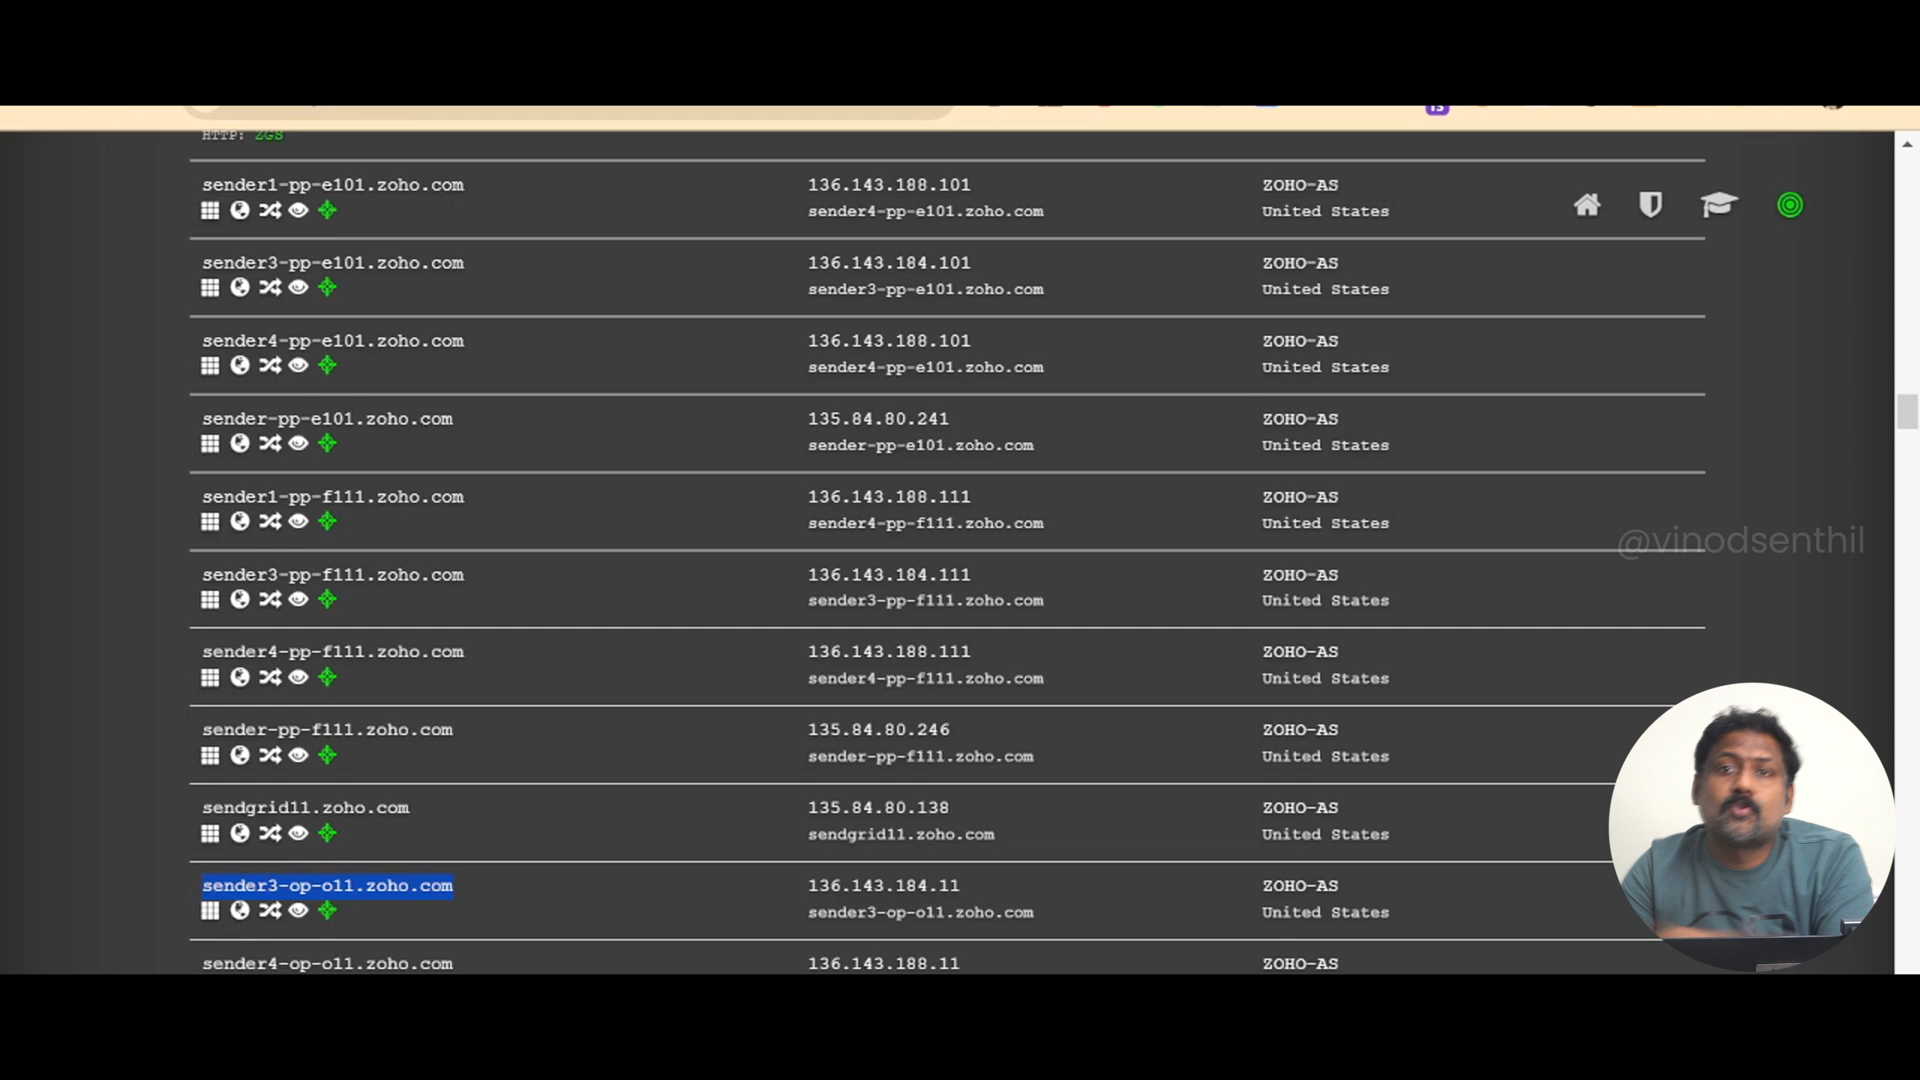 HTTP: ZGS
sender1-pp-e101.zoho.com 136.143.188.101 ZOHO-AS
sender4-pp-e101.zoho.com United States
sender3-pp-e101.zoho.com 136.143.184.101 ZOHO-AS
sender3-pp-e101.zoho.com United States
sender4-pp-e101.zoho.com 136.143.188.101 ZOHO-AS
sender4-pp-e101.zoho.com United States
sender-pp-e101.zoho.com 135.84.80.241 ZOHO-AS
sender-pp-e101.zoho.com United States
sender1-pp-f111.zoho.com 136.143.188.111 ZOHO-AS
sender4-pp-f111.zoho.com United States
@vinodsenthil
sender3-pp-f111.zoho.com 136.143.184.111 ZOHO-AS
sender3-pp-f111.zoho.com United States
sender4-pp-f111.zoho.com 136.143.188.111 ZOHO-AS
sender4-pp-f111.zoho.com United States
sender-pp-f111.zoho.com 135.84.80.246 ZOHO-AS
sender-pp-f111.zoho.com United States
sendgrid11.zoho.com 135.84.80.138 ZOHO-AS
sendgrid11.zoho.com United States
sender3-op-o11.zoho.com 136.143.184.11 ZOHO-AS
sender3-op-o11.zoho.com United States
sender4-op-o11.zoho.com 136.143.188.11 ZOHO-AS